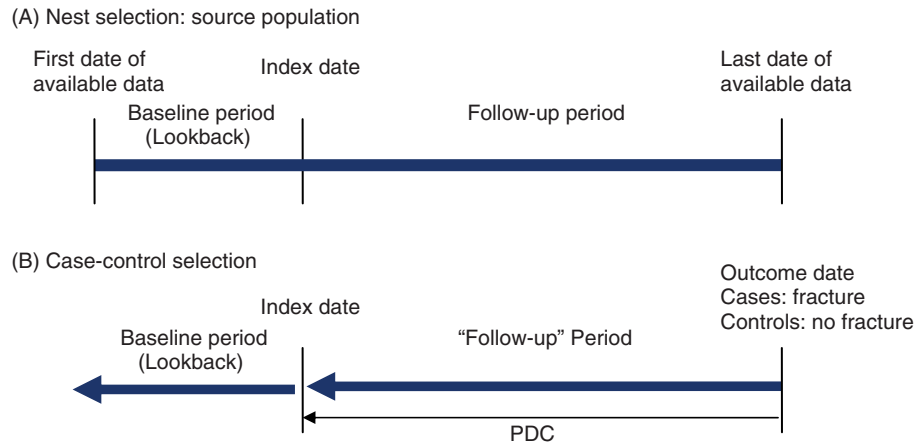 (A) Nest selection: source population
First date of
available data
Index date
Last date of
available data
Baseline period
(Lookback)
Follow-up period
(B) Case-control selection
Outcome date
Cases: fracture
Controls: no fracture
Index date
Baseline period
(Lookback)
“Follow-up” Period
PDC